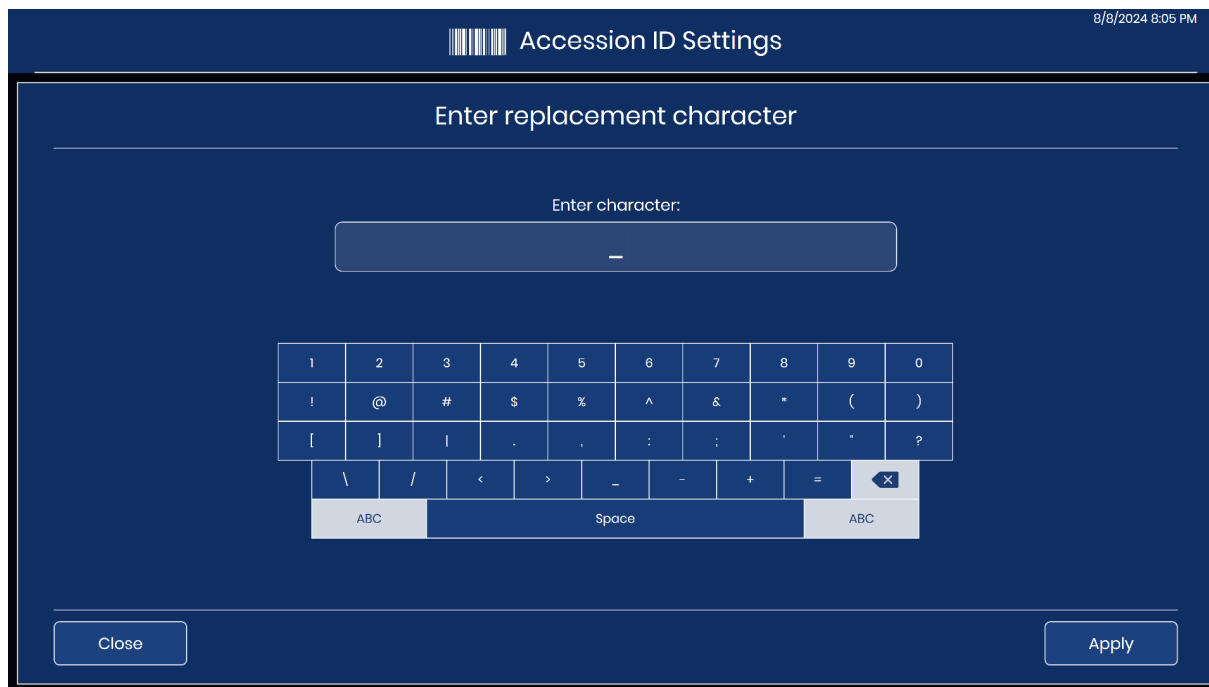 8/8/2024 8:05 PM
Accession ID Settings
Enter replacement character
Enter character:
_
1 2 3 4 5 6 7 8 9 0
! @ # $ % ^ & * ( )
[ ] | . , : ; ' " ?
\ / < > _ - + =
ABC Space ABC
Close Apply